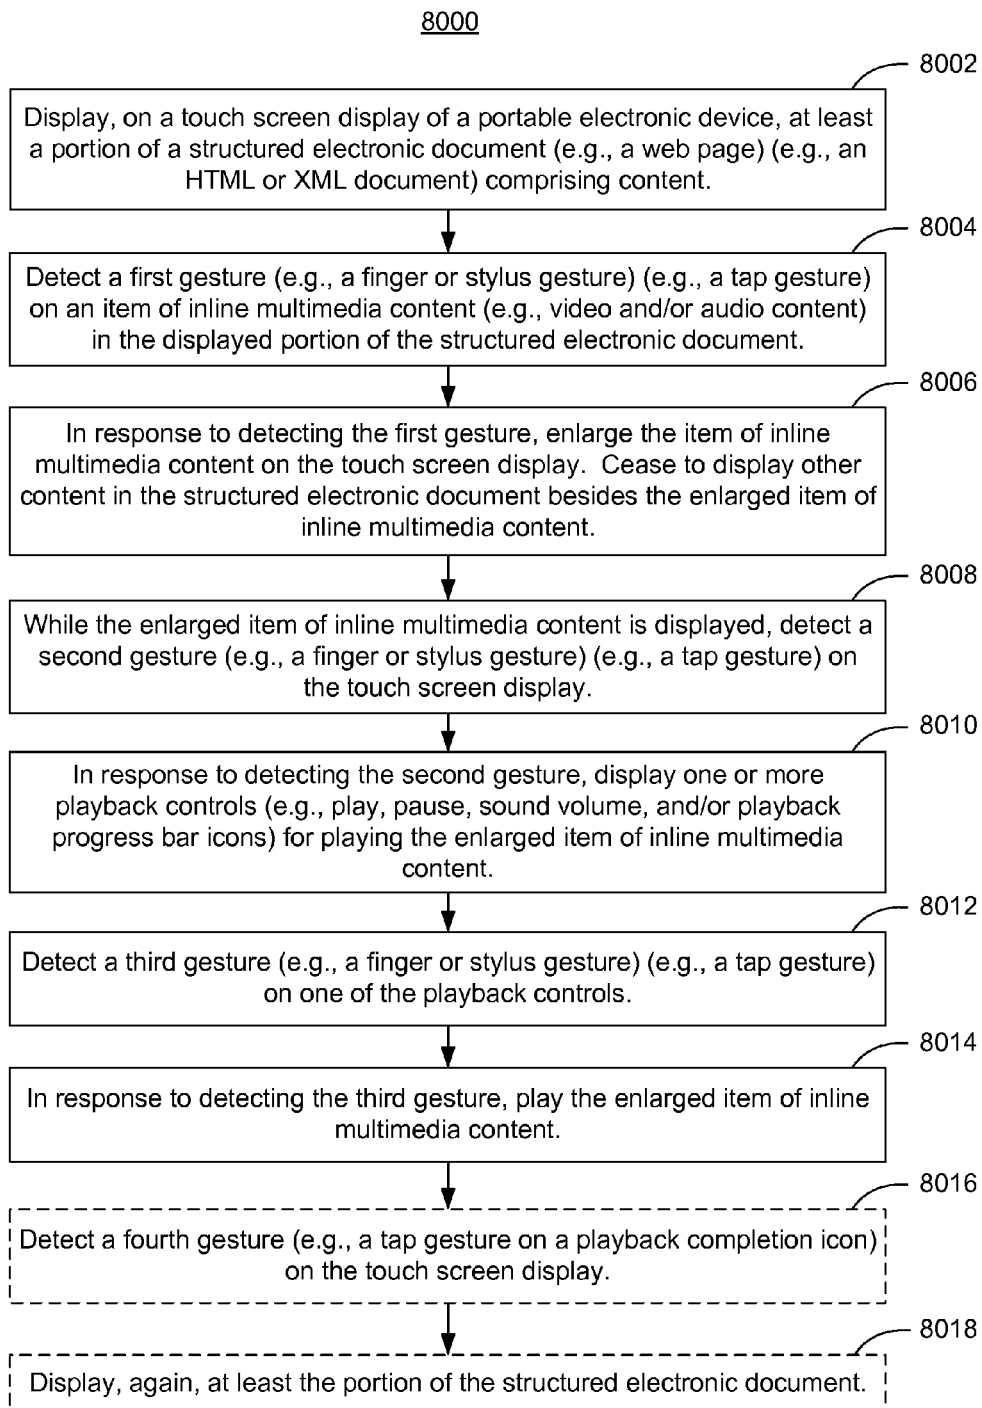 8000
8002
Display, on a touch screen display of a portable electronic device, at least
a portion of a structured electronic document (e.g., a web page) (e.g., an
HTML or XML document) comprising content.
8004
Detect a first gesture (e.g., a finger or stylus gesture) (e.g., a tap gesture)
on an item of inline multimedia content (e.g., video and/or audio content)
in the displayed portion of the structured electronic document.
8006
In response to detecting the first gesture, enlarge the item of inline
multimedia content on the touch screen display.  Cease to display other
content in the structured electronic document besides the enlarged item of
inline multimedia content.
8008
While the enlarged item of inline multimedia content is displayed, detect a
second gesture (e.g., a finger or stylus gesture) (e.g., a tap gesture) on
the touch screen display.
8010
In response to detecting the second gesture, display one or more
playback controls (e.g., play, pause, sound volume, and/or playback
progress bar icons) for playing the enlarged item of inline multimedia
content.
8012
Detect a third gesture (e.g., a finger or stylus gesture) (e.g., a tap gesture)
on one of the playback controls.
8014
In response to detecting the third gesture, play the enlarged item of inline
multimedia content.
8016
Detect a fourth gesture (e.g., a tap gesture on a playback completion icon)
on the touch screen display.
8018
Display, again, at least the portion of the structured electronic document.